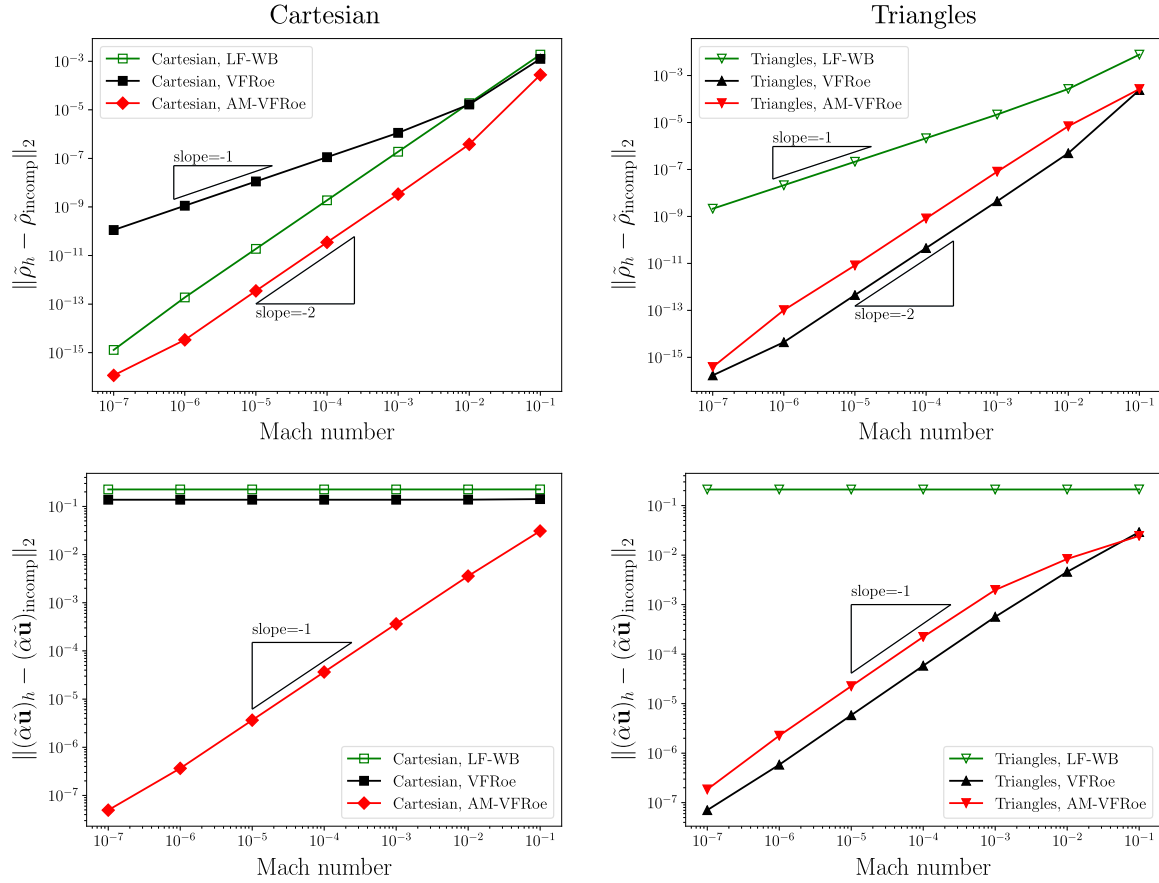 Cartesian
‖ρ̃_h − ρ̃_incomp‖_2
10^−3
10^−5
10^−7
10^−9
10^−11
10^−13
10^−15
Cartesian, LF-WB
Cartesian, VFRoe
Cartesian, AM-VFRoe
slope=-1
slope=-2
10^−7 10^−6 10^−5 10^−4 10^−3 10^−2 10^−1
Mach number
Triangles
‖ρ̃_h − ρ̃_incomp‖_2
10^−3
10^−5
10^−7
10^−9
10^−11
10^−13
10^−15
Triangles, LF-WB
Triangles, VFRoe
Triangles, AM-VFRoe
slope=-1
slope=-2
10^−7 10^−6 10^−5 10^−4 10^−3 10^−2 10^−1
Mach number
‖(α̃ũ)_h − (α̃ũ)_incomp‖_2
10^−1
10^−2
10^−3
10^−4
10^−5
10^−6
10^−7
slope=-1
Cartesian, LF-WB
Cartesian, VFRoe
Cartesian, AM-VFRoe
10^−7 10^−6 10^−5 10^−4 10^−3 10^−2 10^−1
Mach number
‖(α̃ũ)_h − (α̃ũ)_incomp‖_2
10^−1
10^−2
10^−3
10^−4
10^−5
10^−6
10^−7
slope=-1
Triangles, LF-WB
Triangles, VFRoe
Triangles, AM-VFRoe
10^−7 10^−6 10^−5 10^−4 10^−3 10^−2 10^−1
Mach number